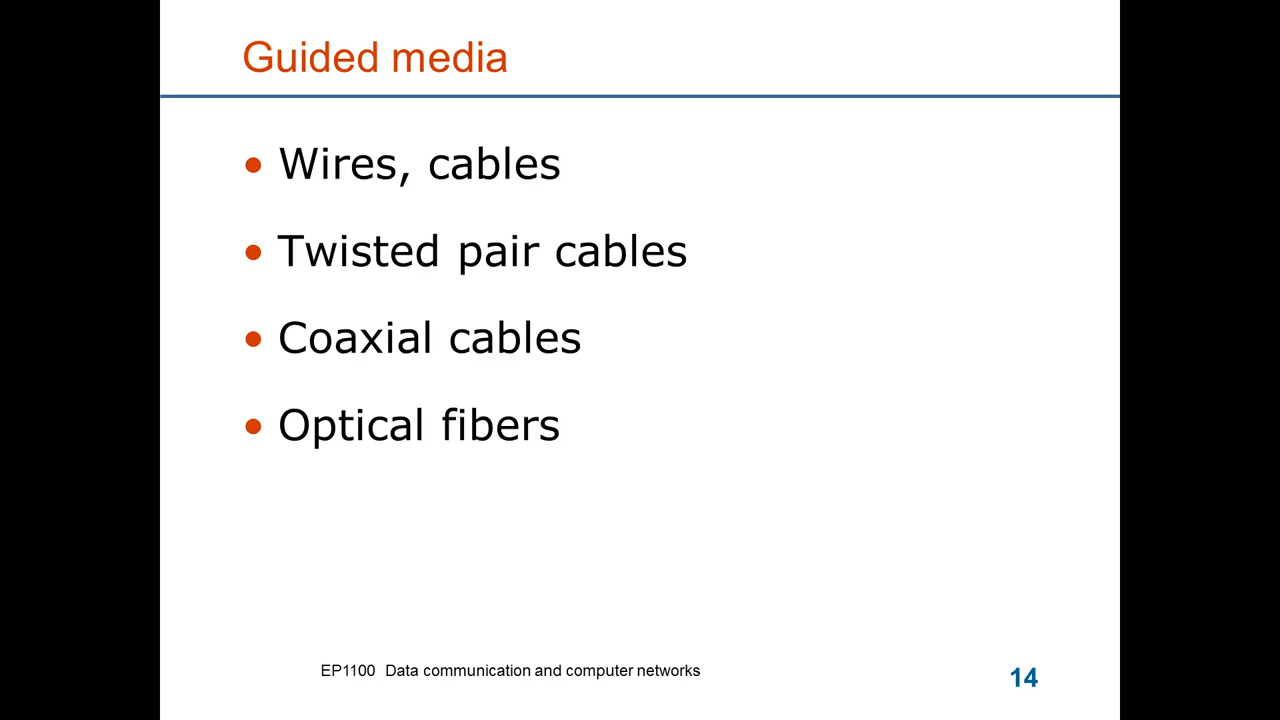 Guided media
• Wires, cables
• Twisted pair cables
• Coaxial cables
• Optical fibers
EP1100 Data communication and computer networks
14